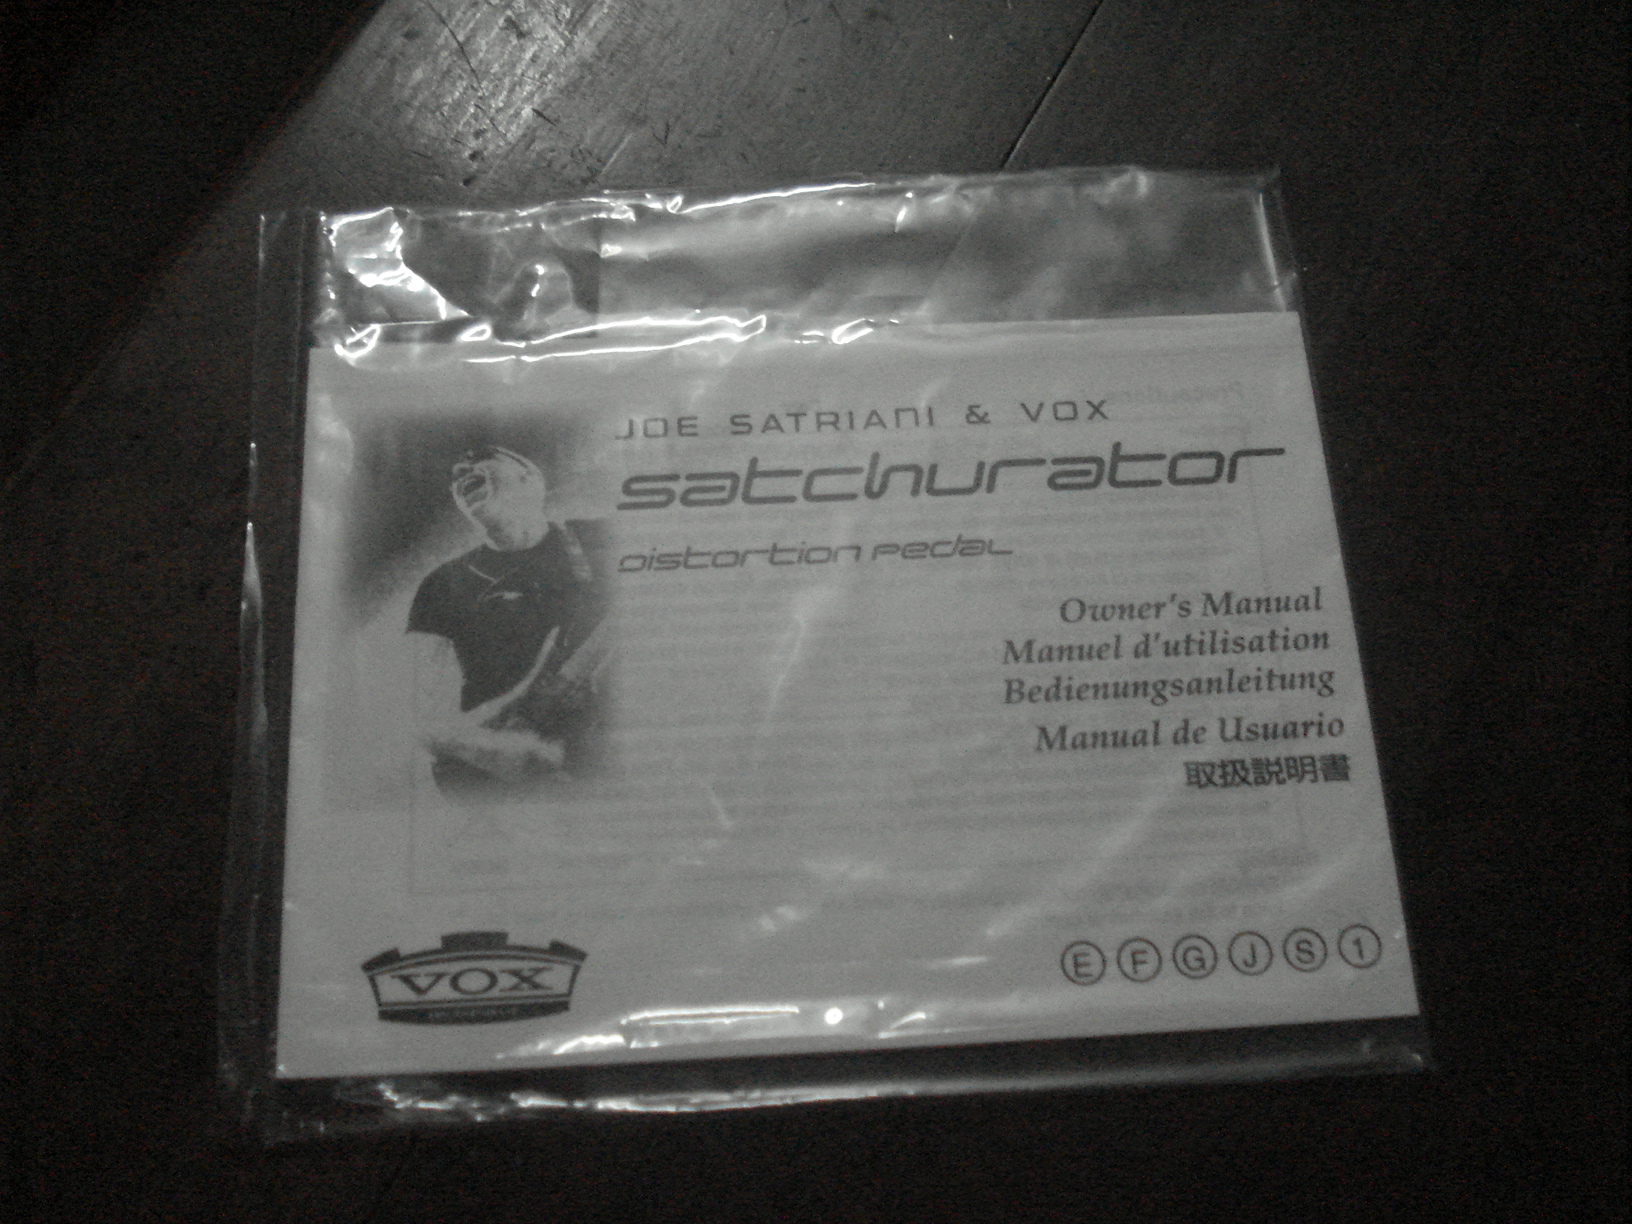 JOE SATRIANI & VOX
satchurator
DISTORTION PEDAL
Owner's Manual
Manuel d'utilisation
Bedienungsanleitung
Manual de Usuario
取扱説明書
VOX
E F G J S 1